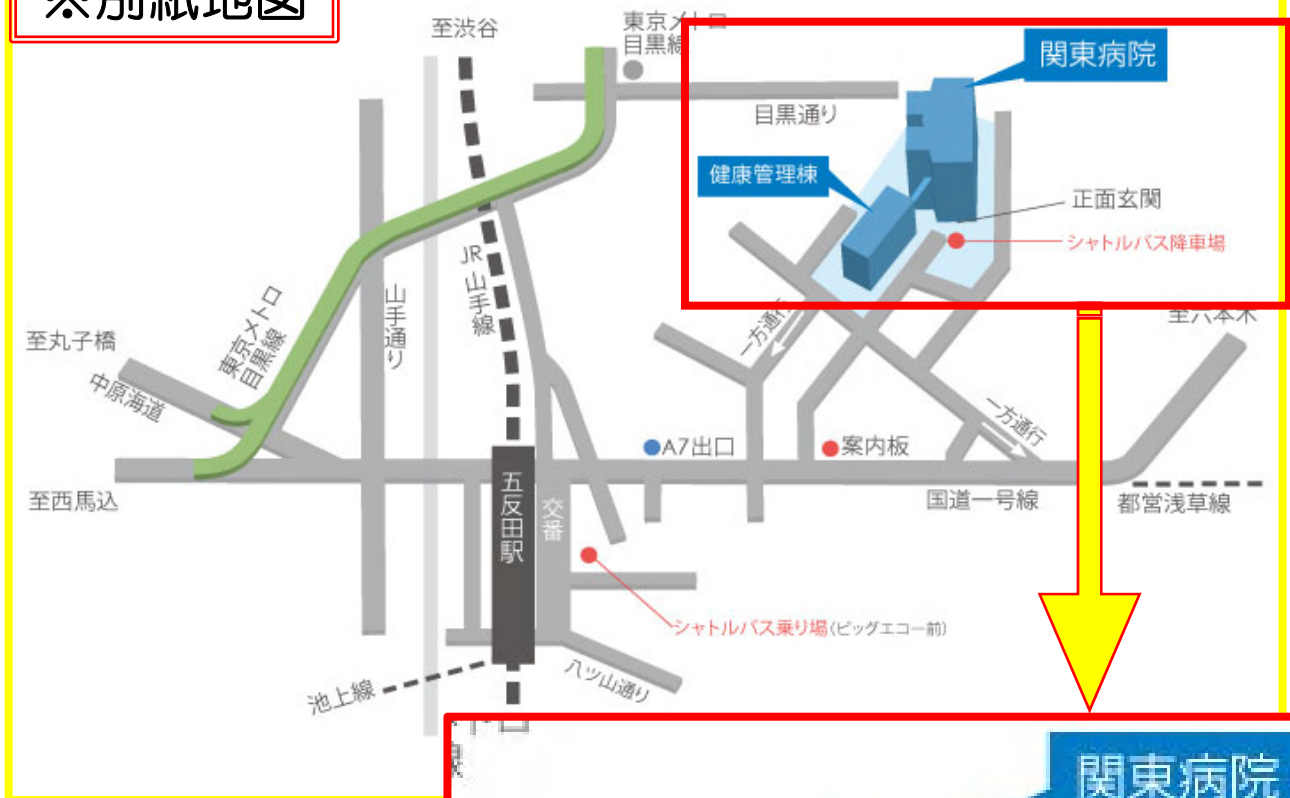 ※別紙地図
至渋谷
東京メトロ
目黒線
関東病院
目黒通り
健康管理棟
正面玄関
シャトルバス降車場
JR山手線
山手通り
一方通行
至六本木
至丸子橋
東京メトロ
目黒線
中原海道
一方通行
A7出口
案内板
五反田駅
交番
至西馬込
国道一号線
都営浅草線
シャトルバス乗り場(ビッグエコー前)
八ツ山通り
池上線
関東病院